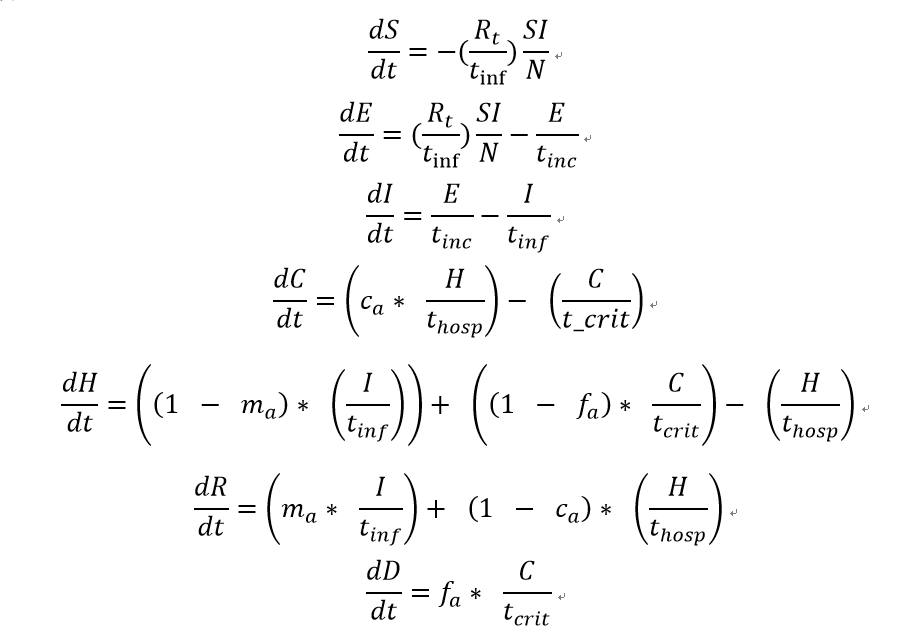 dS/dt = −(R_t/t_inf) SI/N
dE/dt = (R_t/t_inf) SI/N − E/t_inc
dI/dt = E/t_inc − I/t_inf
dC/dt = (c_a * H/t_hosp) − (C/t_crit)
dH/dt = ((1 − m_a) * (I/t_inf)) + ((1 − f_a) * C/t_crit) − (H/t_hosp)
dR/dt = (m_a * I/t_inf) + (1 − c_a) * (H/t_hosp)
dD/dt = f_a * C/t_crit